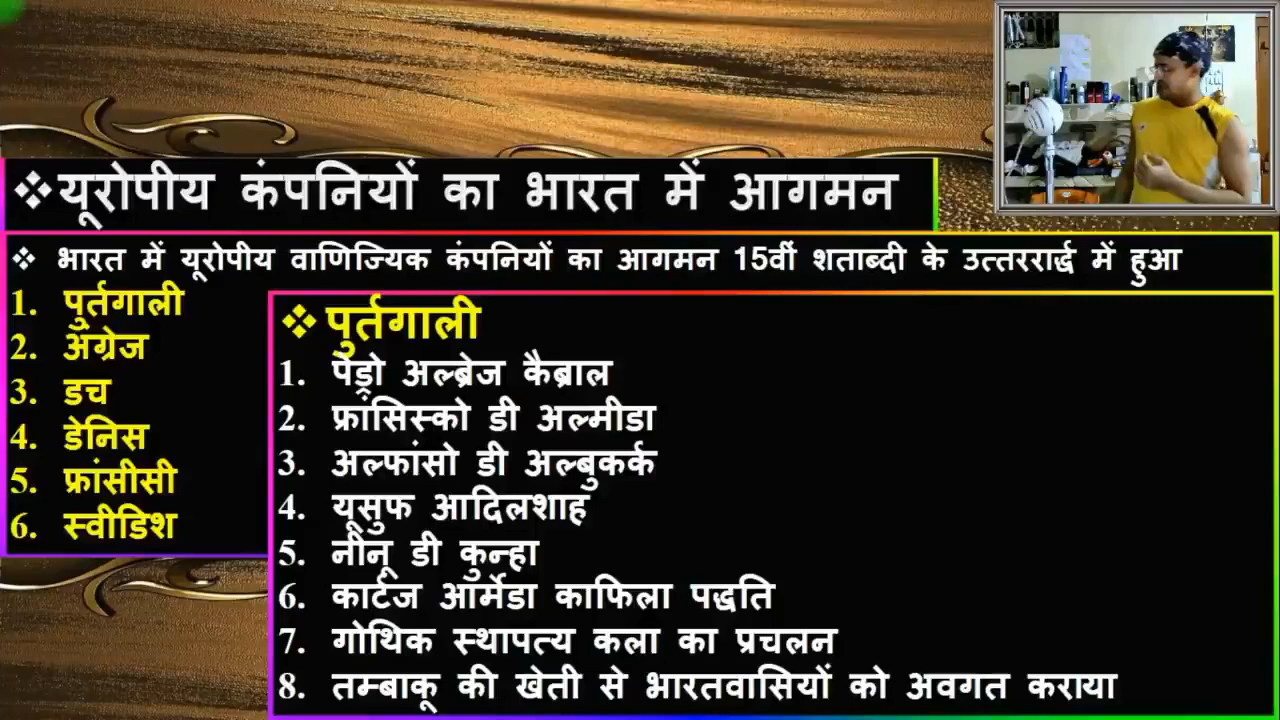 ❖यूरोपीय कंपनियों का भारत में आगमन
❖ भारत में यूरोपीय वाणिज्यिक कंपनियों का आगमन 15वीं शताब्दी के उत्तरार्द्ध में हुआ
1. पुर्तगाली
2. अंग्रेज
3. डच
4. डेनिस
5. फ्रांसीसी
6. स्वीडिश
❖ पुर्तगाली
1. पेड्रो अल्ब्रेज कैब्राल
2. फ्रांसिस्को डी अल्मीडा
3. अल्फांसो डी अल्बुकर्क
4. यूसुफ आदिलशाह
5. नीनू डी कुन्हा
6. कार्टज आर्मेडा काफिला पद्धति
7. गोथिक स्थापत्य कला का प्रचलन
8. तम्बाकू की खेती से भारतवासियों को अवगत कराया